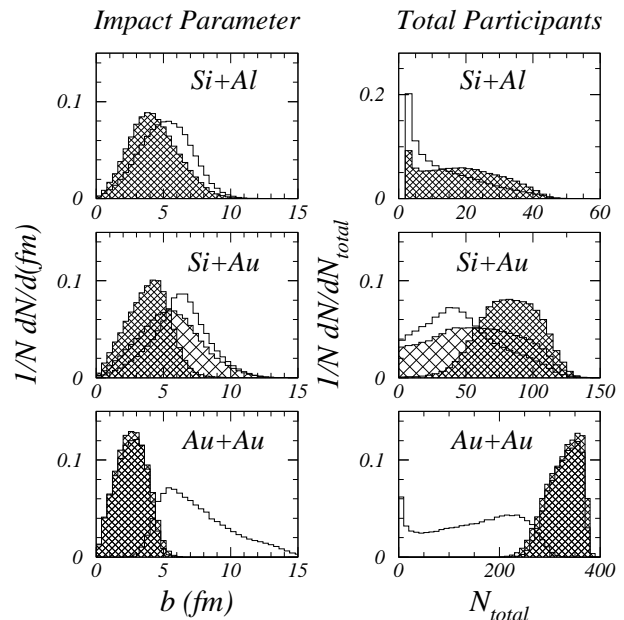 Impact Parameter Total Participants
Si+Al Si+Al
0.1 0.2
0 0
0 5 10 15 0 20 40 60
Si+Au Si+Au
0.1 0.1
0 0
0 5 10 15 0 50 100 150
Au+Au Au+Au
0.1 0.1
0 0
0 5 10 15 0 200 400
b (fm) N_total
1/N dN/d(fm)
1/N dN/dN_total